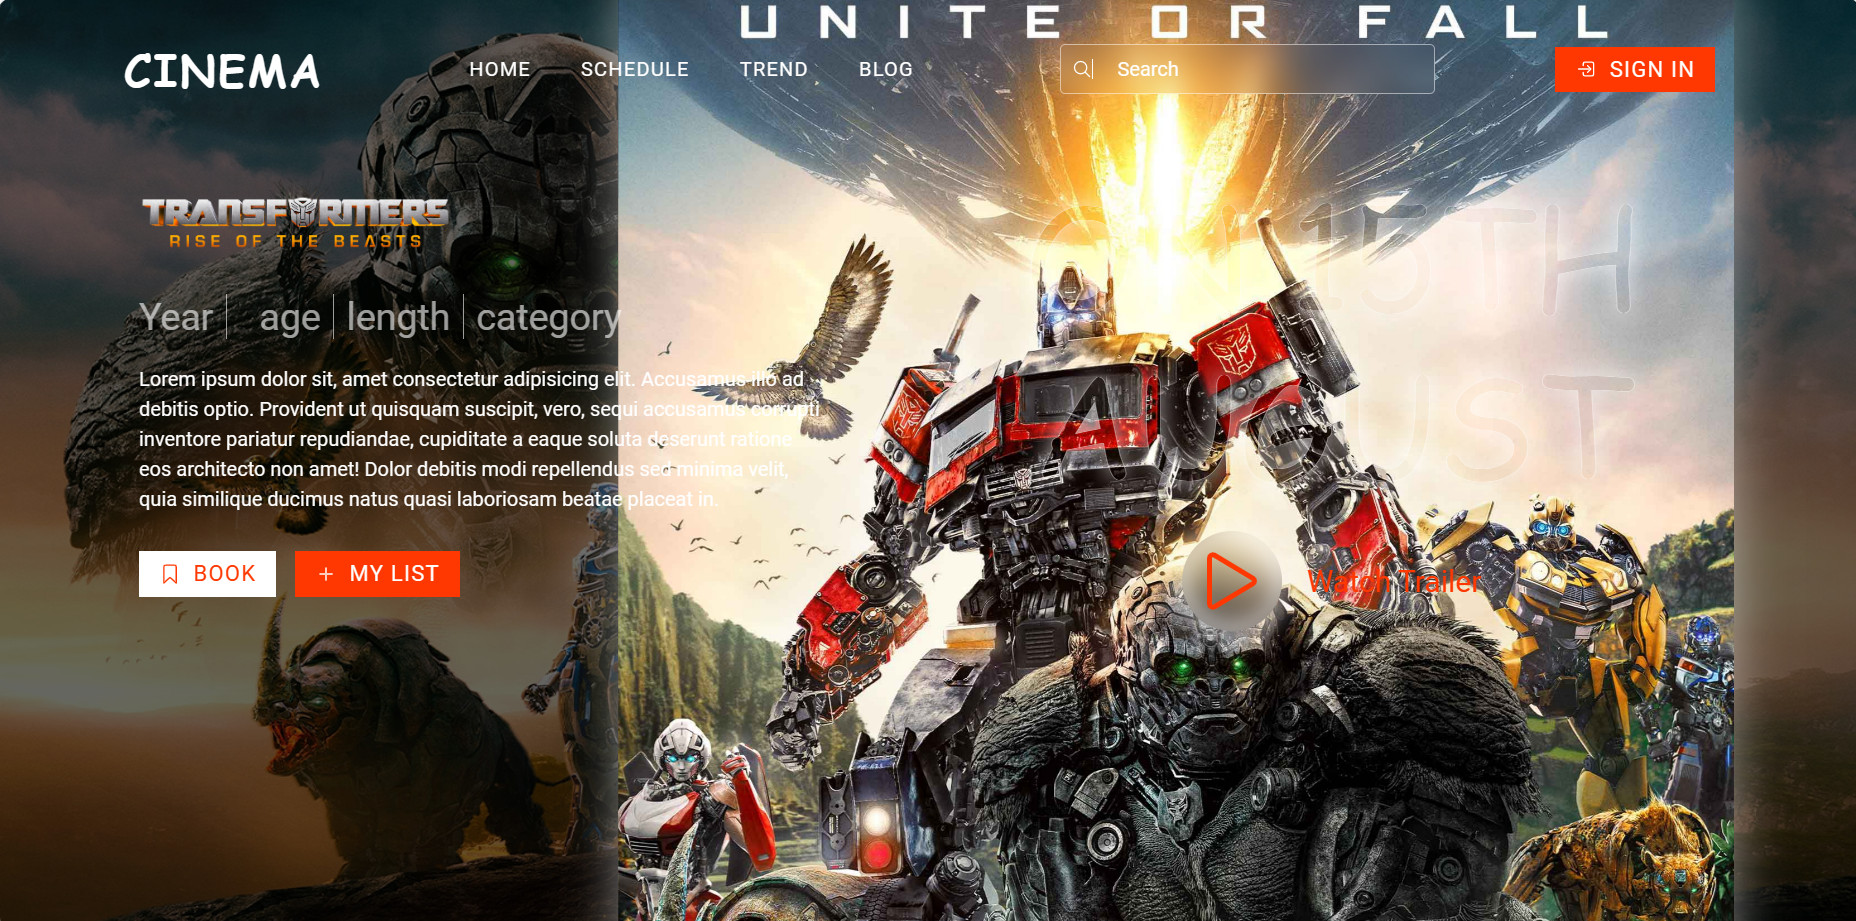 UNITE OR FALL
CINEMA
HOME SCHEDULE TREND BLOG Search SIGN IN
TRANSFORMERS
RISE OF THE BEASTS
ON 15TH
AUGUST
Year age length category
Lorem ipsum dolor sit, amet consectetur adipisicing elit. Accusamus illo ad
debitis optio. Provident ut quisquam suscipit, vero, sequi accusamus corrupti
inventore pariatur repudiandae, cupiditate a eaque soluta deserunt ratione
eos architecto non amet! Dolor debitis modi repellendus sed minima velit,
quia similique ducimus natus quasi laboriosam beatae placeat in.
BOOK MY LIST
Watch Trailer